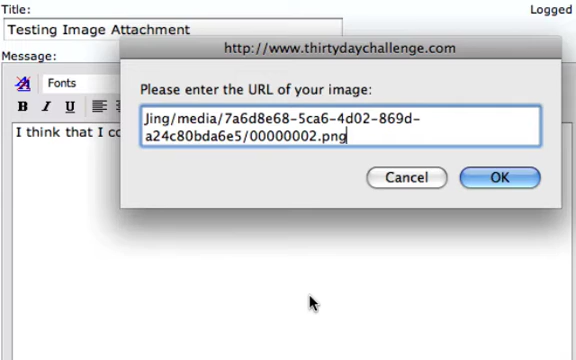 Title:
Logged
Testing Image Attachment
Message:
http://www.thirtydaychallenge.com
Please enter the URL of your image:
Jing/media/7a6d8e68-5ca6-4d02-869d-
a24c80bda6e5/00000002.png
Cancel
OK
Fonts
B I U
I think that I co